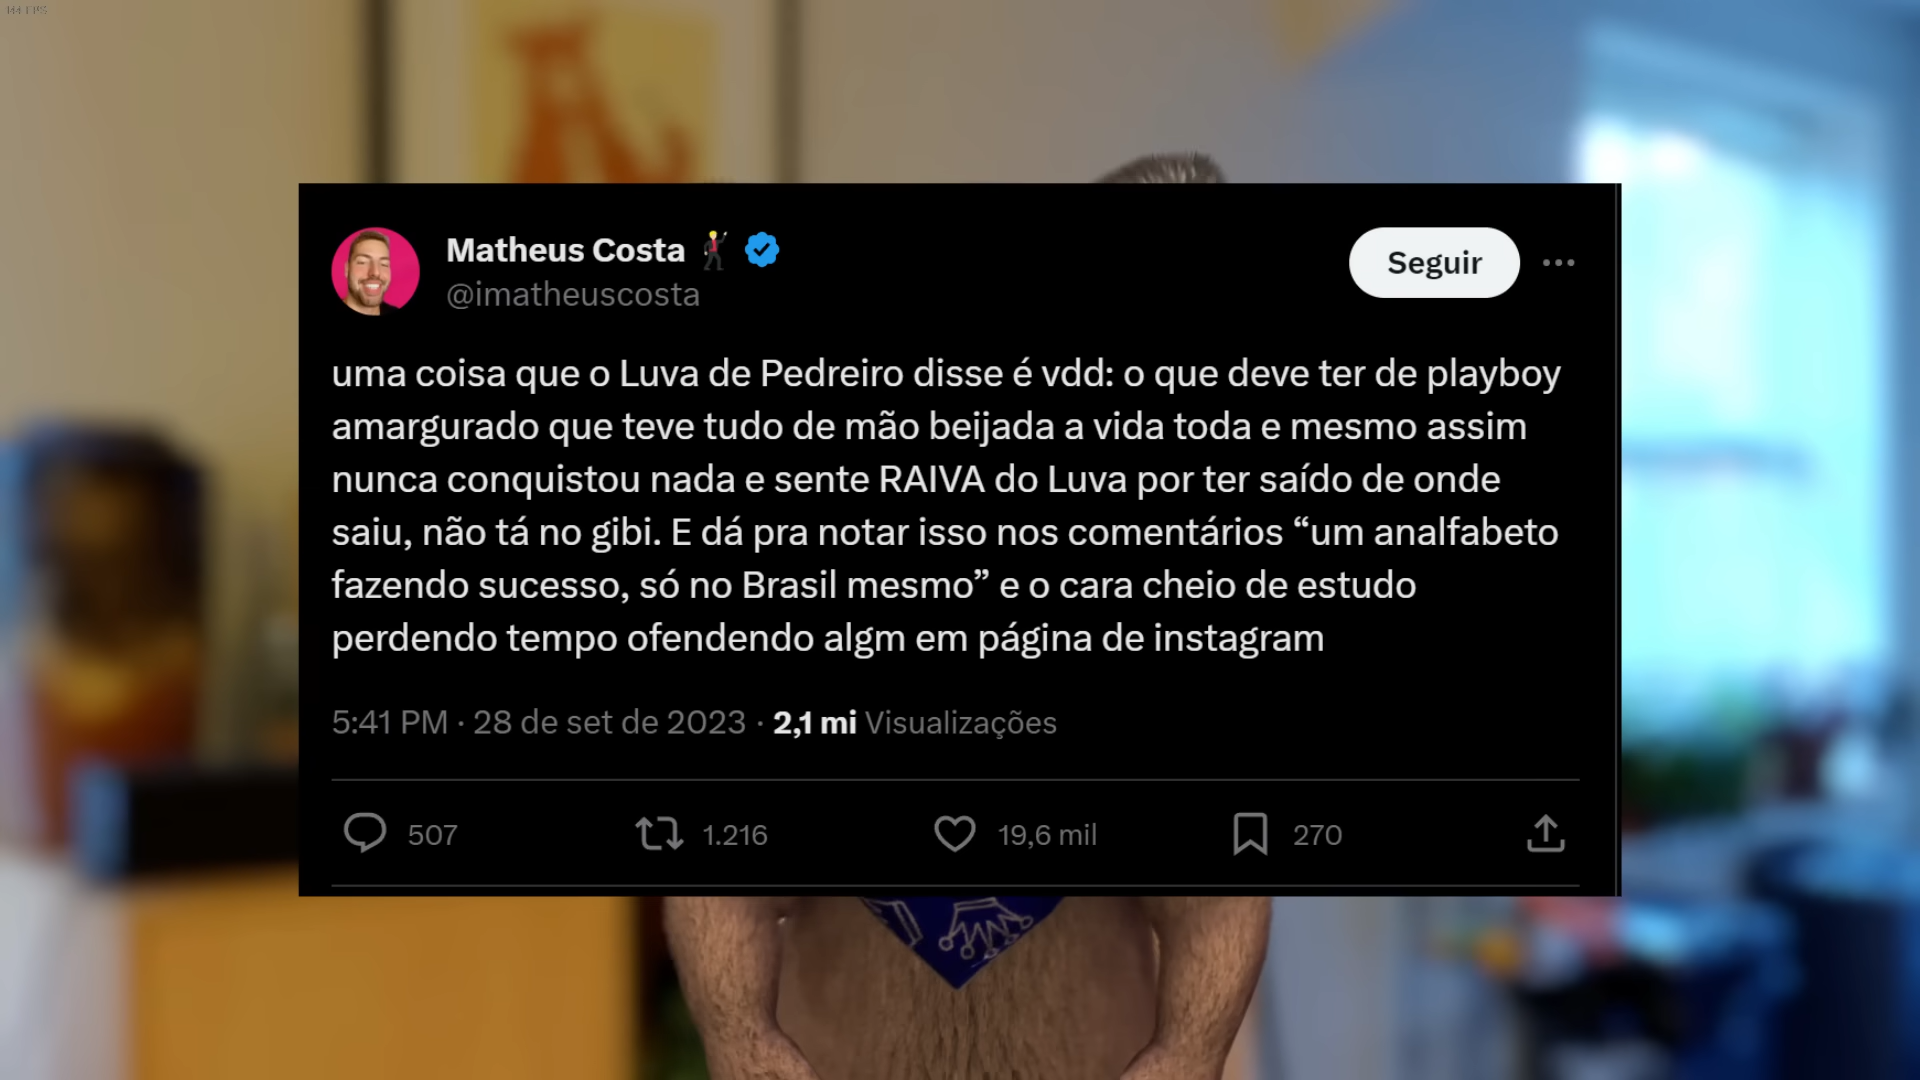 144 FPS
Matheus Costa
@imatheuscosta
Seguir
uma coisa que o Luva de Pedreiro disse é vdd: o que deve ter de playboy
amargurado que teve tudo de mão beijada a vida toda e mesmo assim
nunca conquistou nada e sente RAIVA do Luva por ter saído de onde
saiu, não tá no gibi. E dá pra notar isso nos comentários “um analfabeto
fazendo sucesso, só no Brasil mesmo” e o cara cheio de estudo
perdendo tempo ofendendo algm em página de instagram
5:41 PM · 28 de set de 2023 · 2,1 mi Visualizações
507 1.216 19,6 mil 270